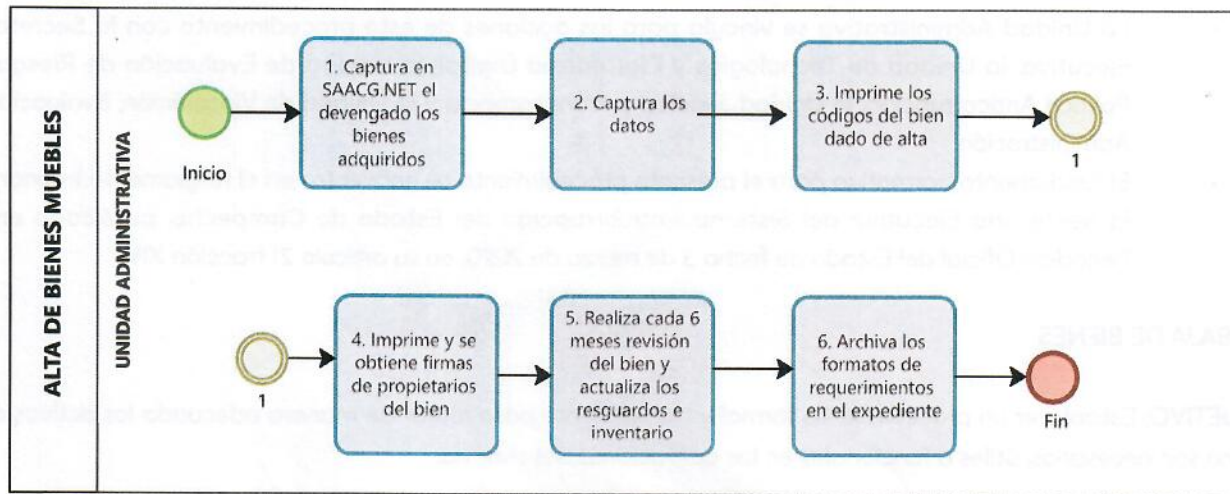 ALTA DE BIENES MUEBLES
UNIDAD ADMINISTRATIVA
Inicio
1. Captura en
SAACG.NET el
devengado los
bienes
adquiridos
2. Captura los
datos
3. Imprime los
códigos del bien
dado de alta
1
1
4. Imprime y se
obtiene firmas
de propietarios
del bien
5. Realiza cada 6
meses revisión
del bien y
actualiza los
resguardos e
inventario
6. Archiva los
formatos de
requerimientos
en el expediente
Fin